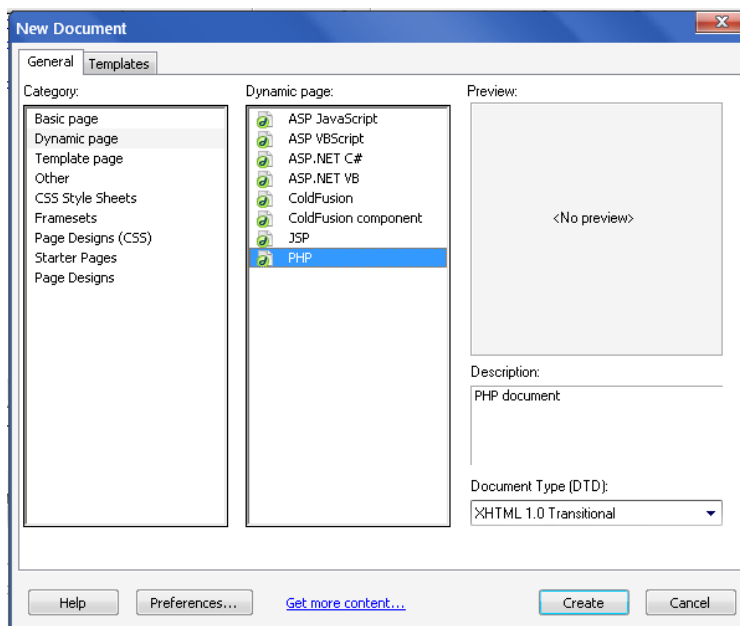 New Document
General
Templates
Category:
Basic page
Dynamic page
Template page
Other
CSS Style Sheets
Framesets
Page Designs (CSS)
Starter Pages
Page Designs
Dynamic page:
ASP JavaScript
ASP VBScript
ASP.NET C#
ASP.NET VB
ColdFusion
ColdFusion component
JSP
PHP
Preview:
<No preview>
Description:
PHP document
Document Type (DTD):
XHTML 1.0 Transitional
Help
Preferences...
Get more content...
Create
Cancel